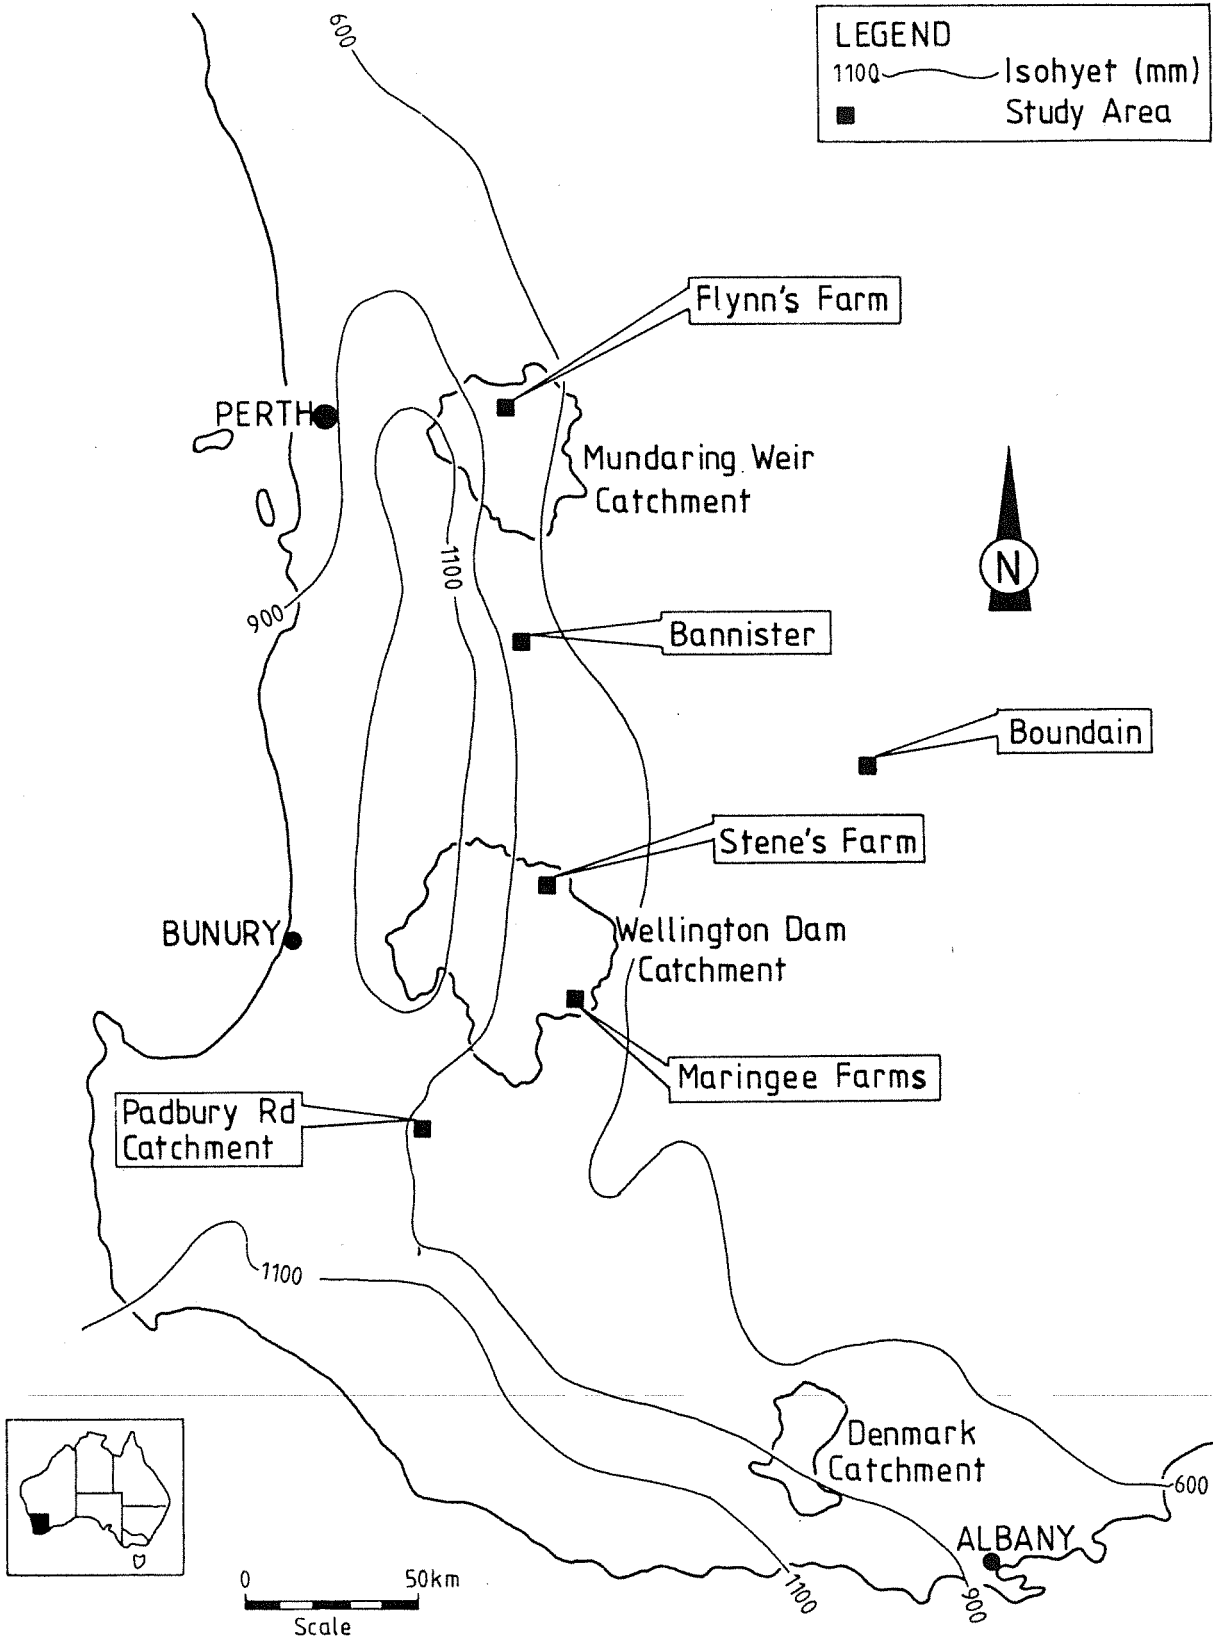 600
LEGEND
1100 Isohyet (mm)
Study Area
Flynn's Farm
PERTH
Mundaring Weir
Catchment
1100
N
900
Bannister
Boundain
Stene's Farm
BUNURY
Wellington Dam
Catchment
Maringee Farms
Padbury Rd
Catchment
1100
Denmark
Catchment
600
ALBANY
0 50km
Scale
1100
900